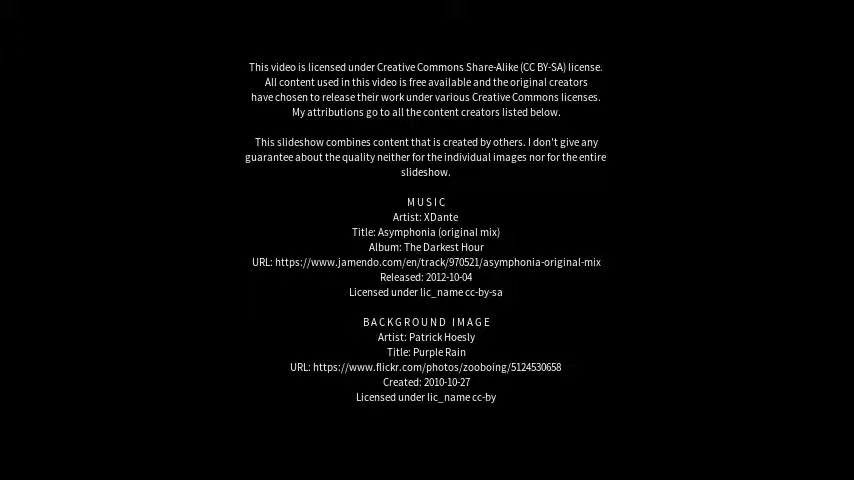 This video is licensed under Creative Commons Share-Alike (CC BY-SA) license.
All content used in this video is free available and the original creators
have chosen to release their work under various Creative Commons licenses.
My attributions go to all the content creators listed below.
This slideshow combines content that is created by others. I don't give any
guarantee about the quality neither for the individual images nor for the entire
slideshow.
MUSIC
Artist: XDante
Title: Asymphonia (original mix)
Album: The Darkest Hour
URL: https://www.jamendo.com/en/track/970521/asymphonia-original-mix
Released: 2012-10-04
Licensed under lic_name cc-by-sa
BACKGROUND IMAGE
Artist: Patrick Hoesly
Title: Purple Rain
URL: https://www.flickr.com/photos/zooboing/5124530658
Created: 2010-10-27
Licensed under lic_name cc-by